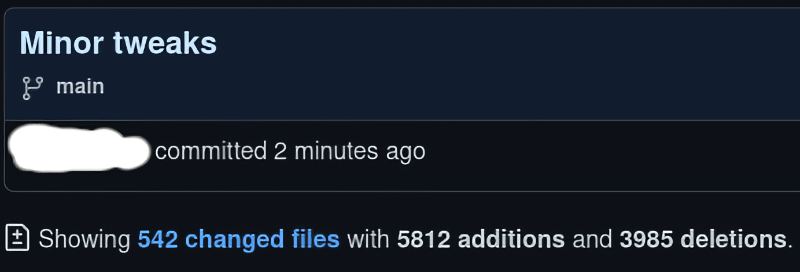 Minor tweaks
main
committed 2 minutes ago
Showing 542 changed files with 5812 additions and 3985 deletions.